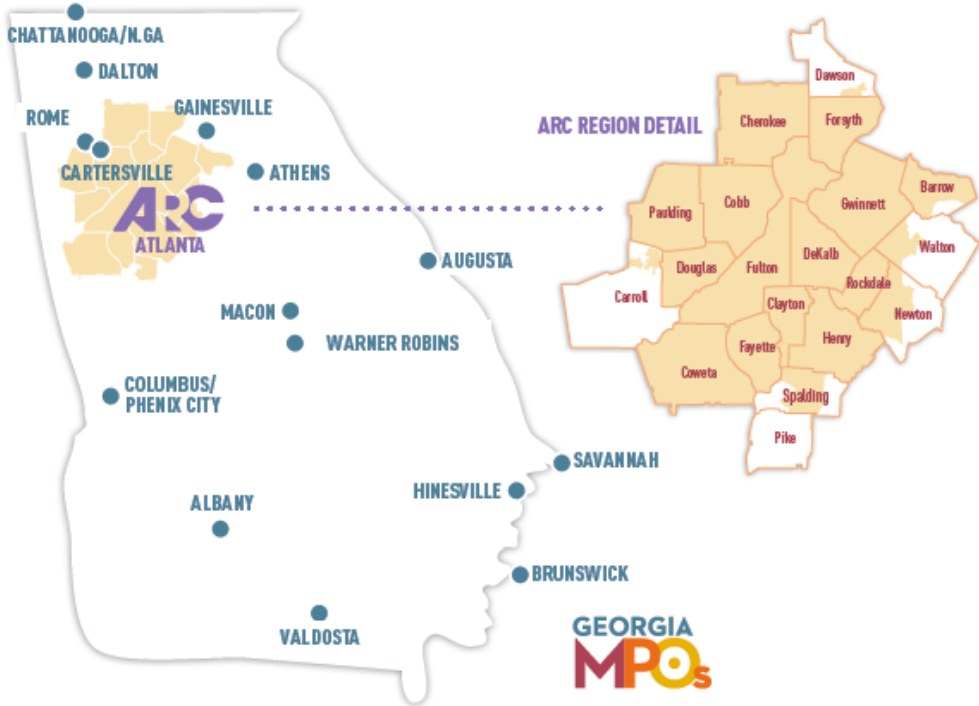 CHATTANOOGA/N.GA
DALTON
ROME
GAINESVILLE
CARTERSVILLE
ATHENS
ARC
ATLANTA
AUGUSTA
MACON
WARNER ROBINS
COLUMBUS/
PHENIX CITY
SAVANNAH
HINESVILLE
ALBANY
BRUNSWICK
VALDOSTA
ARC REGION DETAIL
Dawson
Cherokee
Forsyth
Barrow
Paulding
Cobb
Gwinnett
Walton
DeKalb
Douglas
Fulton
Rockdale
Carroll
Clayton
Newton
Henry
Fayette
Coweta
Spalding
Pike
GEORGIA
MPOs